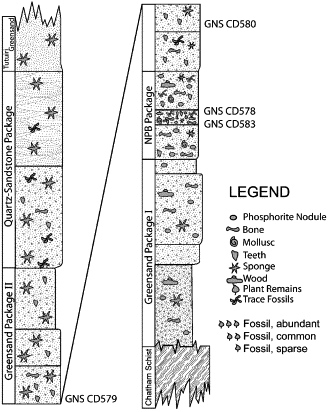 Tutuiri
Greensand
Quartz-Sandstone Package
Greensand Package II
GNS CD579
GNS CD580
NPB Package
GNS CD578
GNS CD583
Greensand Package I
Chatham Schist
LEGEND
Phosphorite Nodule
Bone
Mollusc
Teeth
Sponge
Wood
Plant Remains
Trace Fossils
Fossil, abundant
Fossil, common
Fossil, sparse